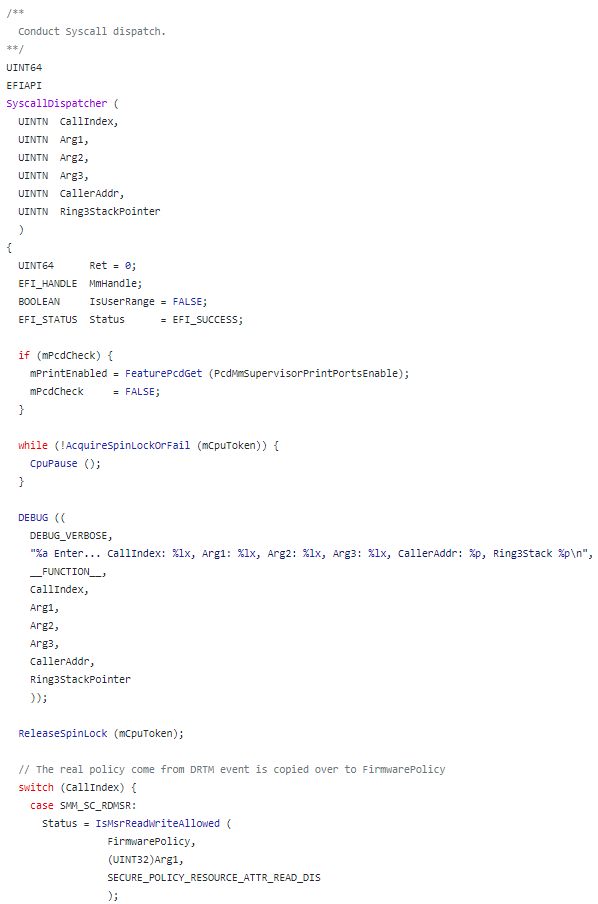 /**
  Conduct Syscall dispatch.
**/
UINT64
EFIAPI
SyscallDispatcher (
  UINTN  CallIndex,
  UINTN  Arg1,
  UINTN  Arg2,
  UINTN  Arg3,
  UINTN  CallerAddr,
  UINTN  Ring3StackPointer
  )
{
  UINT64      Ret = 0;
  EFI_HANDLE  MmHandle;
  BOOLEAN     IsUserRange = FALSE;
  EFI_STATUS  Status      = EFI_SUCCESS;

  if (mPcdCheck) {
    mPrintEnabled = FeaturePcdGet (PcdMmSupervisorPrintPortsEnable);
    mPcdCheck     = FALSE;
  }

  while (!AcquireSpinLockOrFail (mCpuToken)) {
    CpuPause ();
  }

  DEBUG ((
    DEBUG_VERBOSE,
    "%a Enter... CallIndex: %lx, Arg1: %lx, Arg2: %lx, Arg3: %lx, CallerAddr: %p, Ring3Stack %p\n",
    __FUNCTION__,
    CallIndex,
    Arg1,
    Arg2,
    Arg3,
    CallerAddr,
    Ring3StackPointer
    ));

  ReleaseSpinLock (mCpuToken);

  // The real policy come from DRTM event is copied over to FirmwarePolicy
  switch (CallIndex) {
    case SMM_SC_RDMSR:
      Status = IsMsrReadWriteAllowed (
                 FirmwarePolicy,
                 (UINT32)Arg1,
                 SECURE_POLICY_RESOURCE_ATTR_READ_DIS
                 );